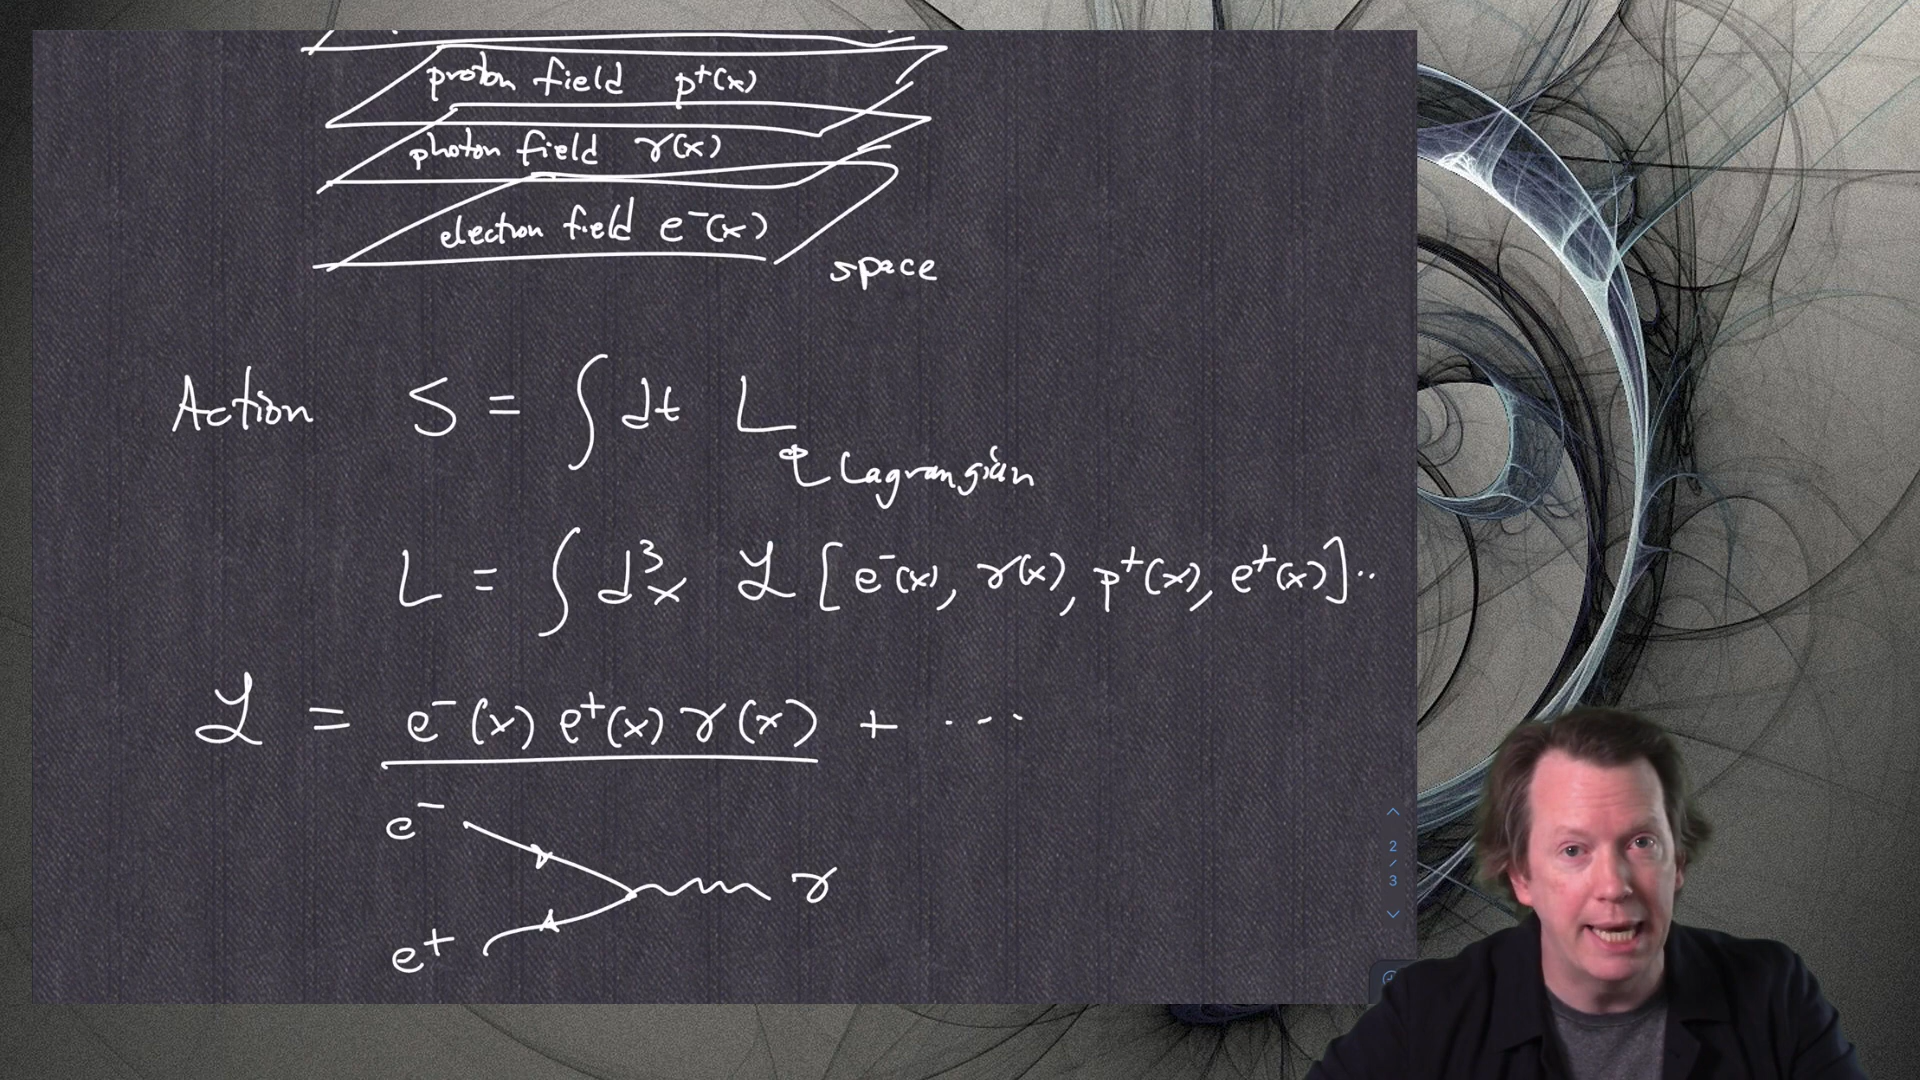 proton field p⁺(x)
photon field γ(x)
electron field e⁻(x)
space
Action S = ∫ dt L
Lagrangian
L = ∫ d³x ℒ [e⁻(x), γ(x), p⁺(x), e⁺(x)]..
ℒ = e⁻(x) e⁺(x) γ(x) + ...
e⁻
γ
e⁺
2
/
3